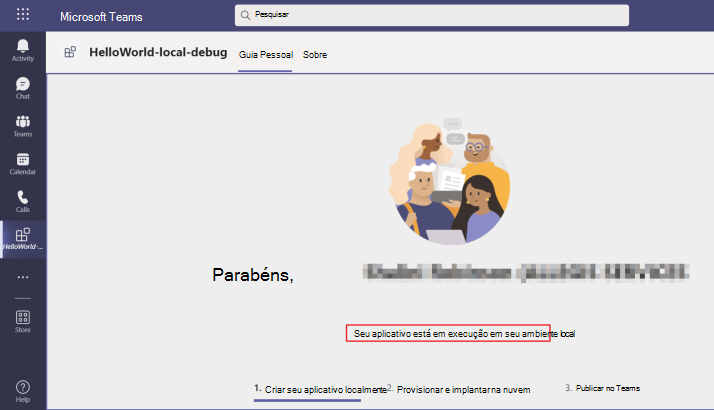 Microsoft Teams
Pesquisar
HelloWorld-local-debug
Guia Pessoal
Sobre
Activity
Chat
Teams
Calendar
Calls
HelloWorld-...
Store
Help
Parabéns,
Seu aplicativo está em execução em seu ambiente local
1. Criar seu aplicativo localmente
2. Provisionar e implantar na nuvem
3. Publicar no Teams